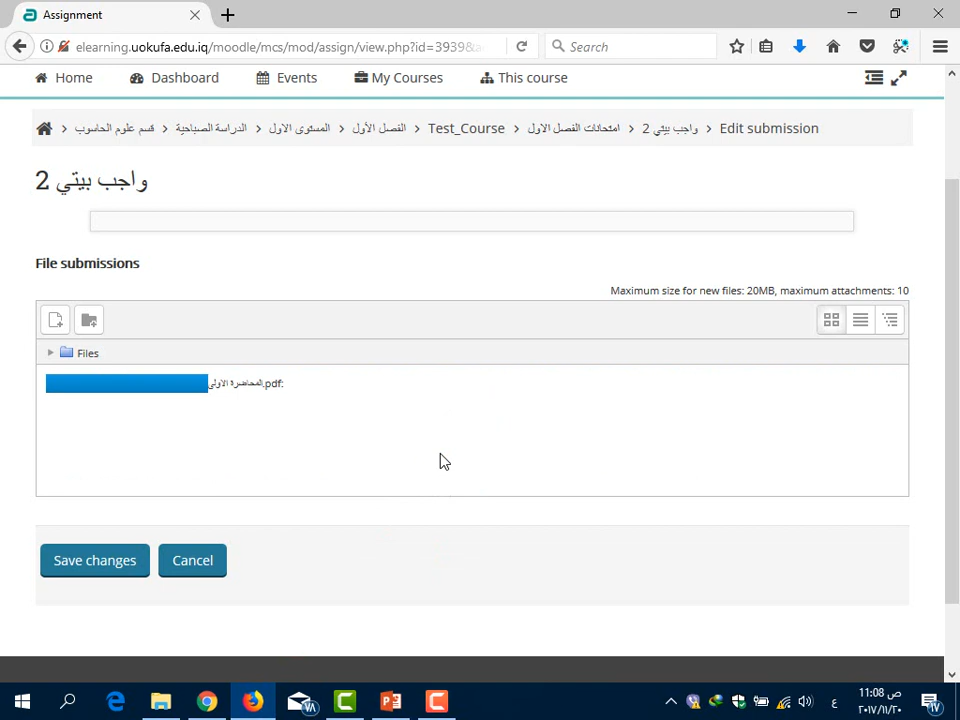 Assignment
elearning.uokufa.edu.iq/moodle/mcs/mod/assign/view.php?id=3939&
Search
Home
Dashboard
Events
My Courses
This course
قسم علوم الحاسوب
الدراسة الصباحية
المستوى الاول
الفصل الأول
Test_Course
امتحانات الفصل الاول
واجب بيتي 2
Edit submission
واجب بيتي 2
File submissions
Maximum size for new files: 20MB, maximum attachments: 10
Files
المحاضرة الاولى.pdf:
Save changes
Cancel
11:08 ص
٢٠١٧/١١/٢٠
ع